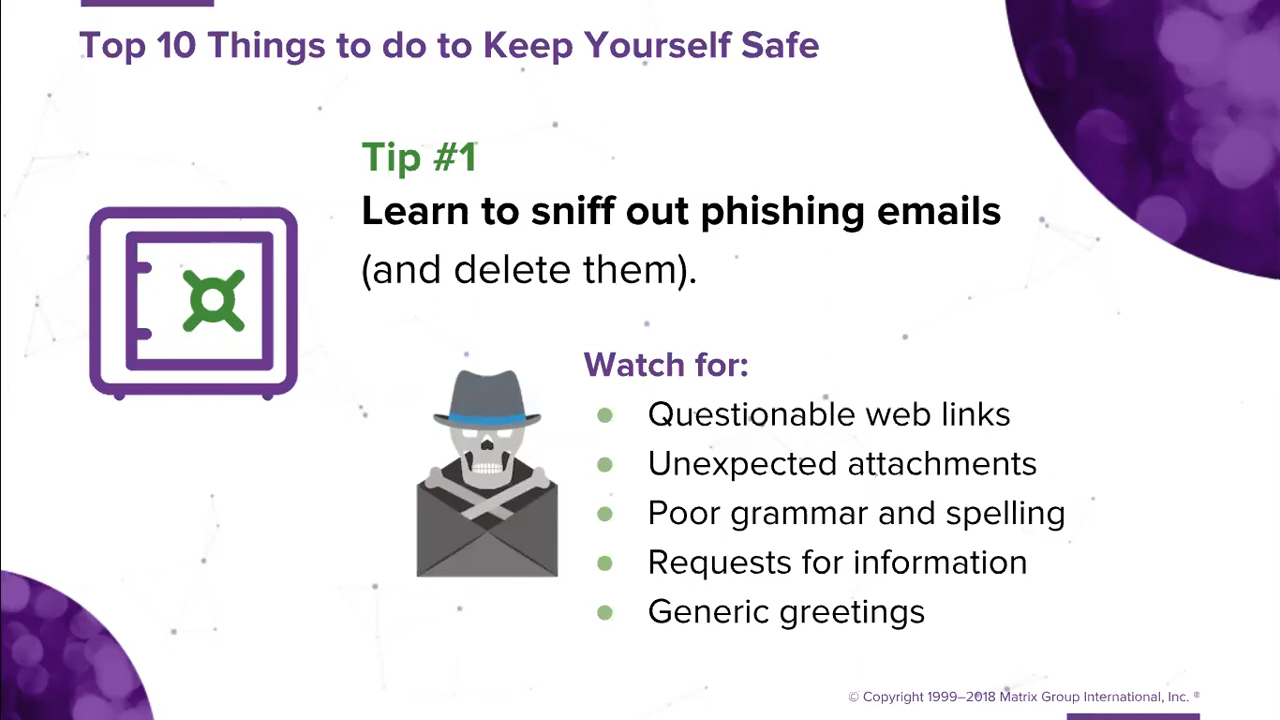 Top 10 Things to do to Keep Yourself Safe
Tip #1
Learn to sniff out phishing emails
(and delete them).
Watch for:
● Questionable web links
● Unexpected attachments
● Poor grammar and spelling
● Requests for information
● Generic greetings
© Copyright 1999–2018 Matrix Group International, Inc. ®